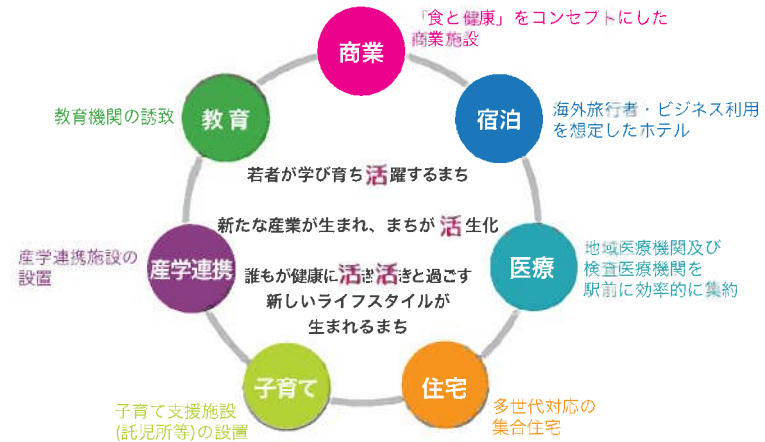 商業
「食と健康」をコンセプトにした
商業施設
教育
教育機関の誘致
宿泊
海外旅行者・ビジネス利用
を想定したホテル
若者が学び育ち活躍するまち
新たな産業が生まれ、まちが活生化
誰もが健康に活き活きと過ごす
新しいライフスタイルが
生まれるまち
産学連携
産学連携施設の
設置
医療
地域医療機関及び
検査医療機関を
駅前に効率的に集約
子育て
子育て支援施設
(託児所等)の設置
住宅
多世代対応の
集合住宅